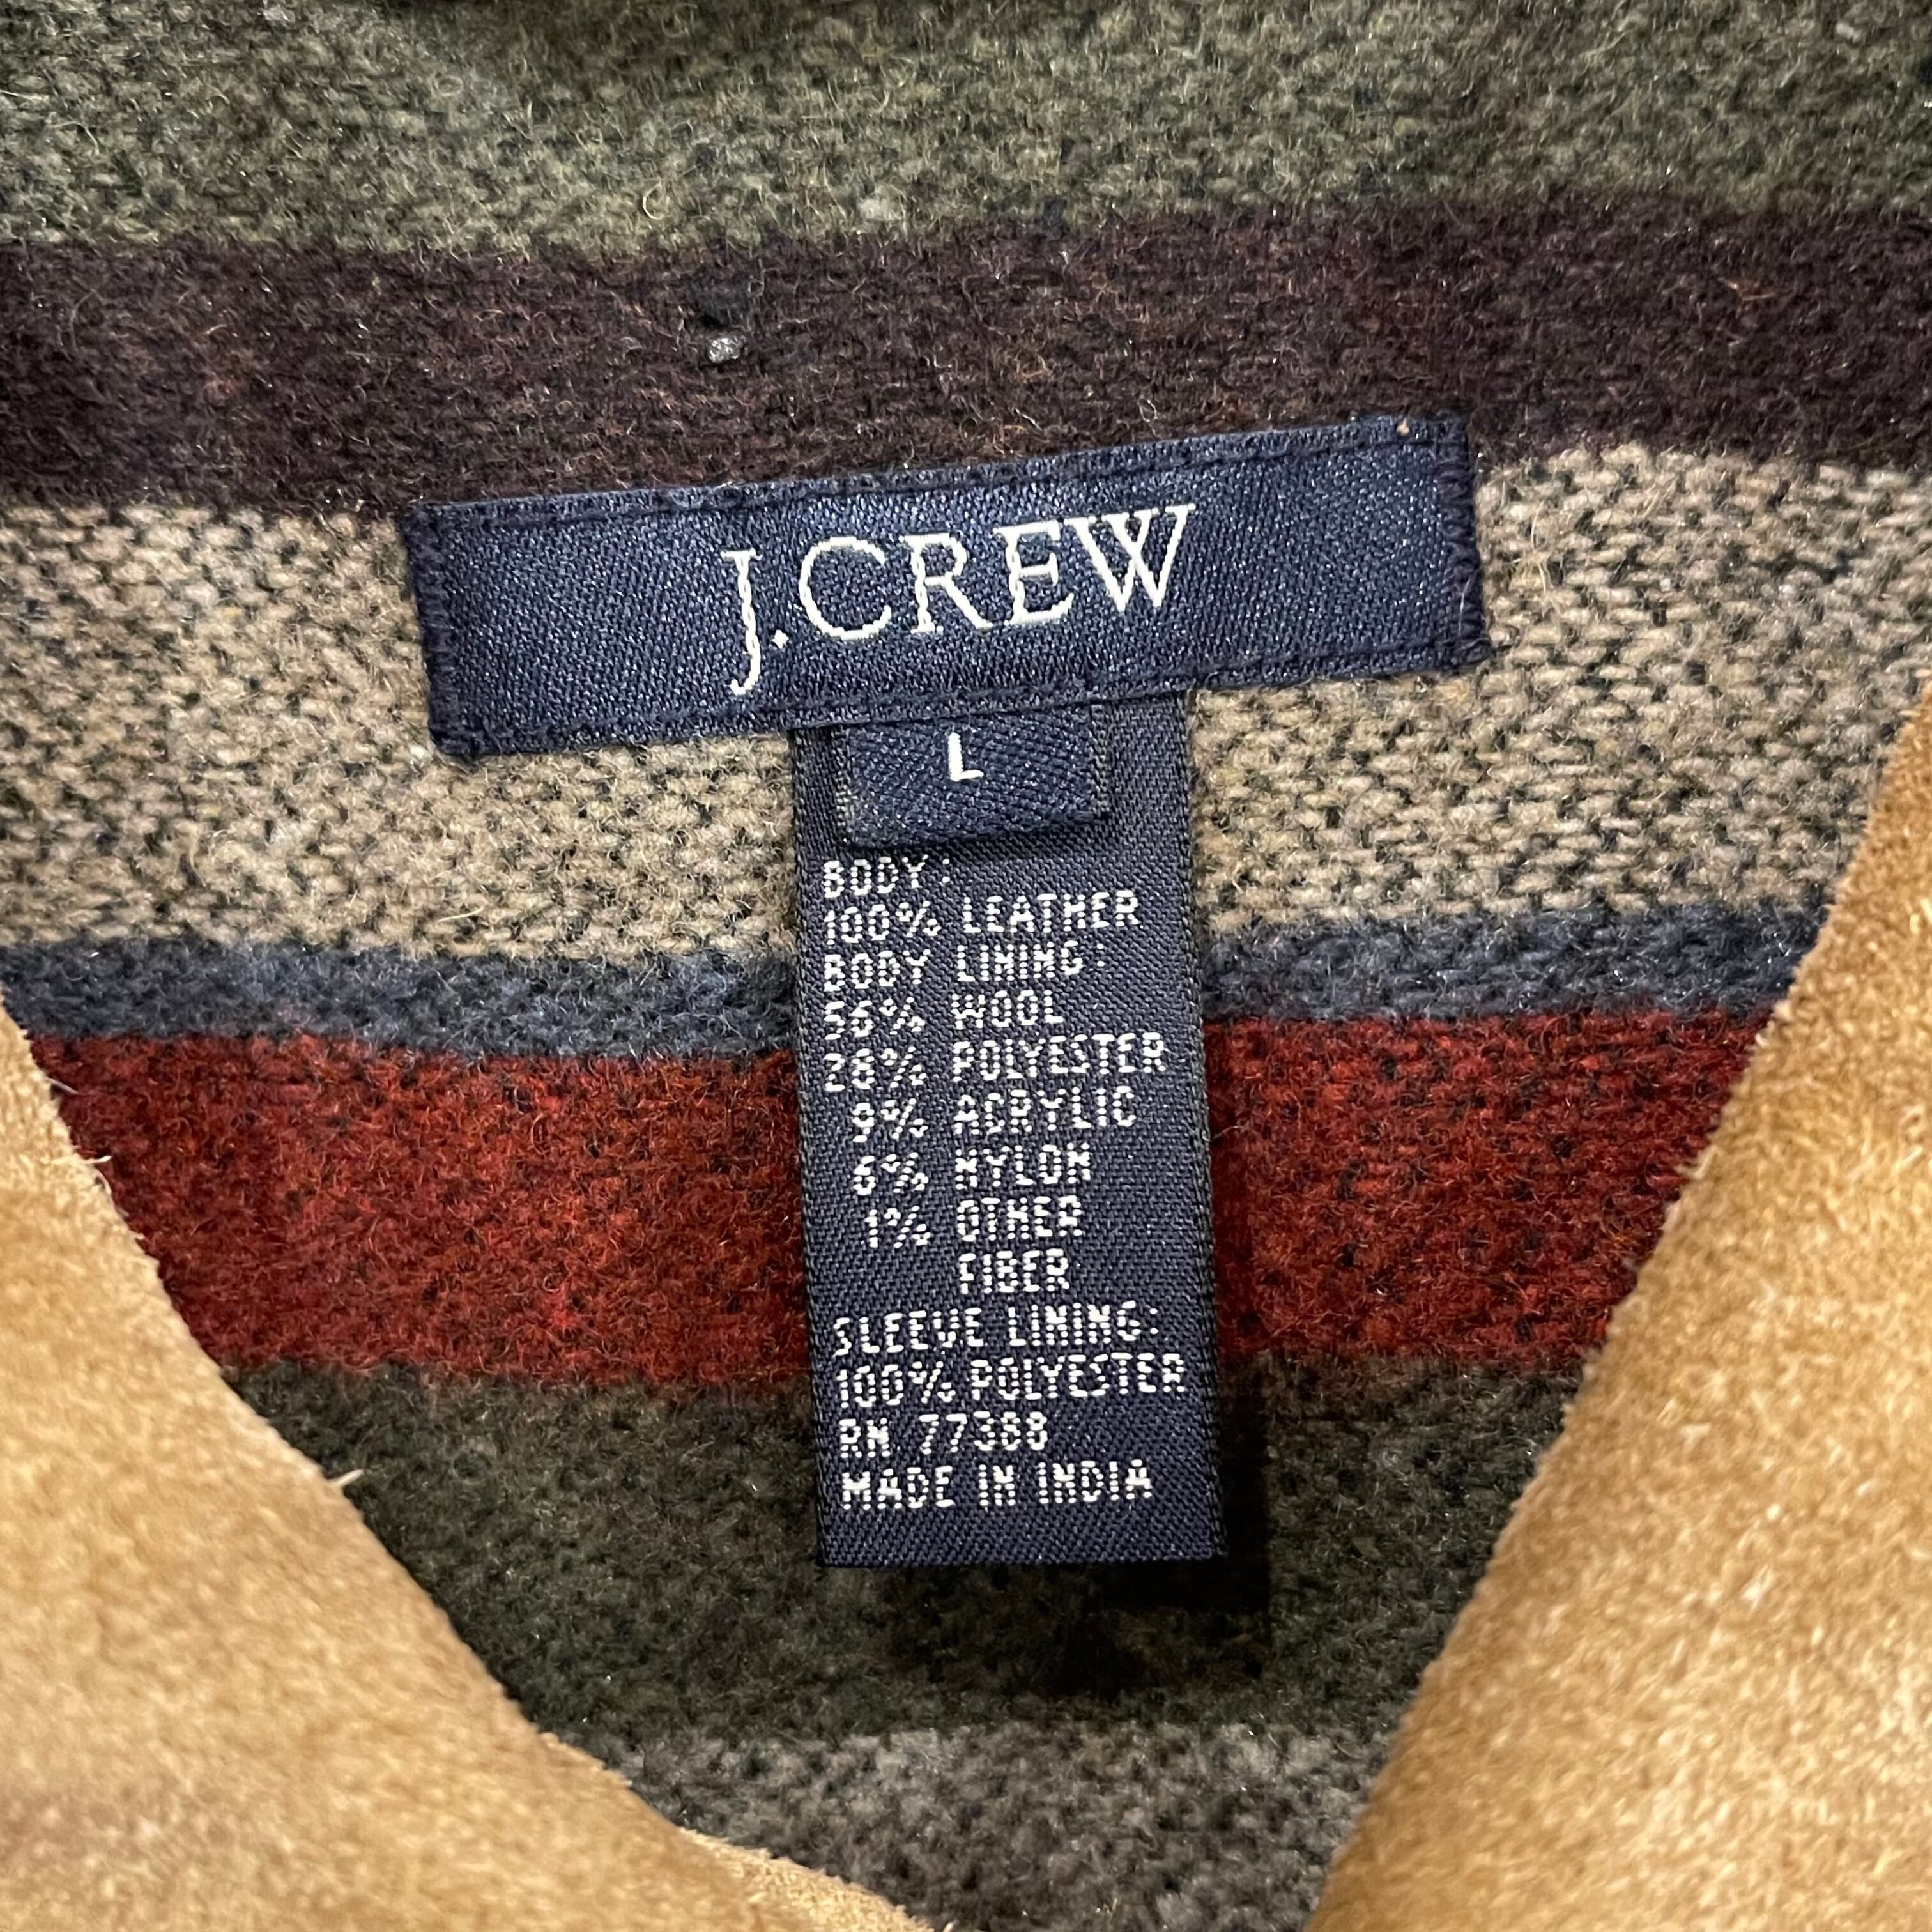 J.CREW
L
BODY:
100% LEATHER
BODY LINING:
56% WOOL
28% POLYESTER
9% ACRYLIC
6% NYLON
1% OTHER
FIBER
SLEEVE LINING:
100% POLYESTER
RN 77388
MADE IN INDIA